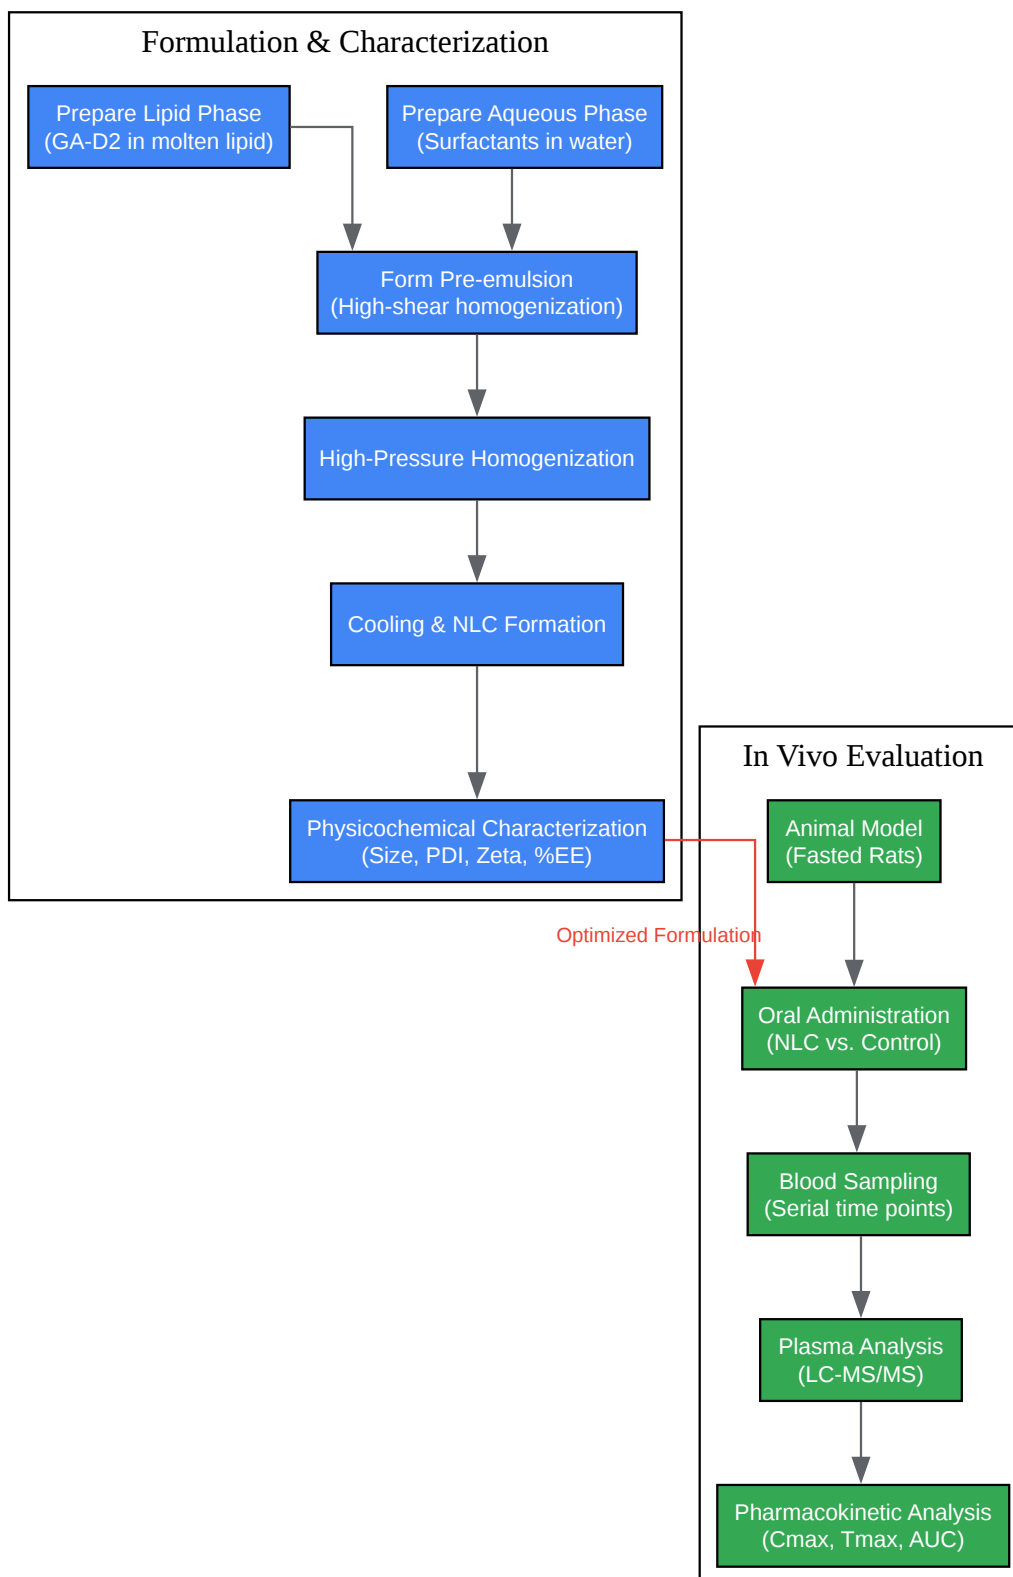 Formulation & Characterization
Prepare Lipid Phase
(GA-D2 in molten lipid)
Prepare Aqueous Phase
(Surfactants in water)
Form Pre-emulsion
(High-shear homogenization)
High-Pressure Homogenization
Cooling & NLC Formation
Physicochemical Characterization
(Size, PDI, Zeta, %EE)
Optimized Formulation
In Vivo Evaluation
Animal Model
(Fasted Rats)
Oral Administration
(NLC vs. Control)
Blood Sampling
(Serial time points)
Plasma Analysis
(LC-MS/MS)
Pharmacokinetic Analysis
(Cmax, Tmax, AUC)